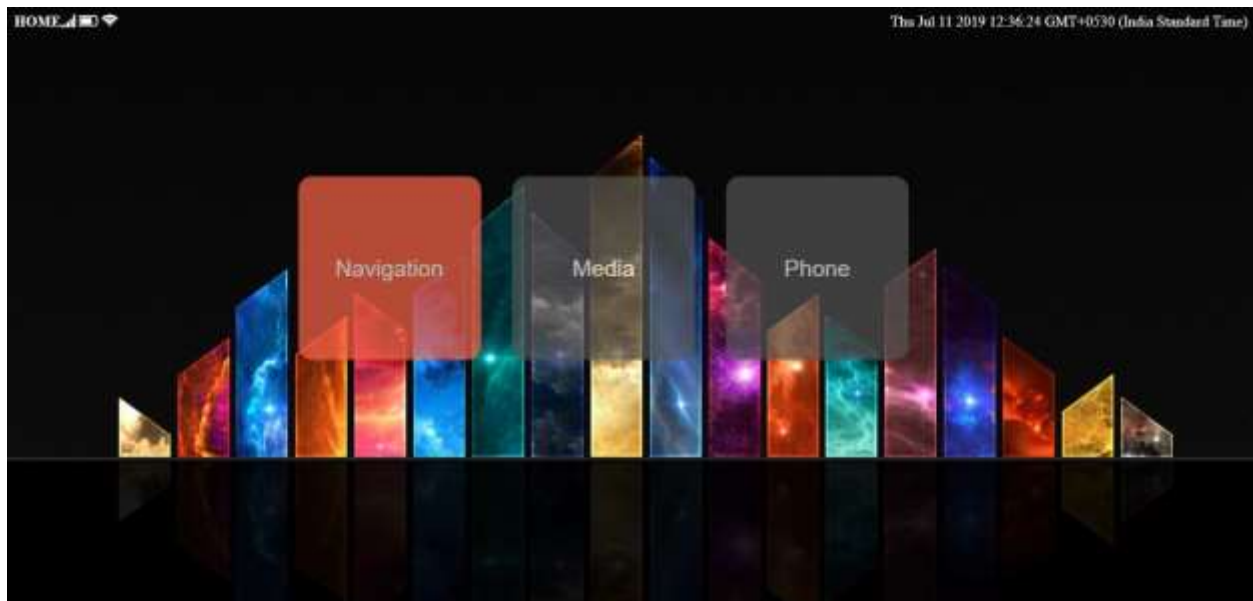 HOME
Thu Jul 11 2019 12:36:24 GMT+0530 (India Standard Time)
Navigation
Media
Phone